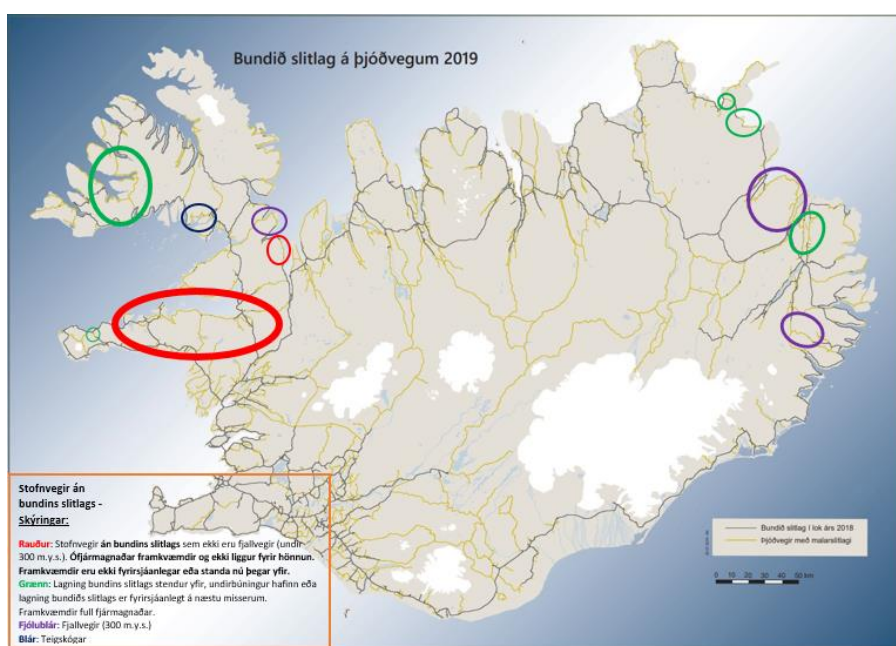 Bundið slitlag á þjóðvegum 2019
Stofnvegir án
bundins slitlags -
Skýringar:
Rauður: Stofnvegir án bundins slitlags sem ekki eru fjallvegir (undir
300 m.y.s.). Ófjármagnaðar framkvæmdir og ekki liggur fyrir hönnun.
Framkvæmdir eru ekki fyrirsjáanlegar eða standa nú þegar yfir.
Grænn: Lagning bundins slitlags stendur yfir, undirbúningur hafinn eða
lagning bundiðs slitlags er fyrirsjáanlegt á næstu misserum.
Framkvæmdir full fjármagnaðar.
Fjólublár: Fjallvegir (300 m.y.s.)
Blár: Teigskógar
Bundið slitlag í lok árs 2018
Þjóðvegir með malarslitlagi
0 10 20 30 40 50 km